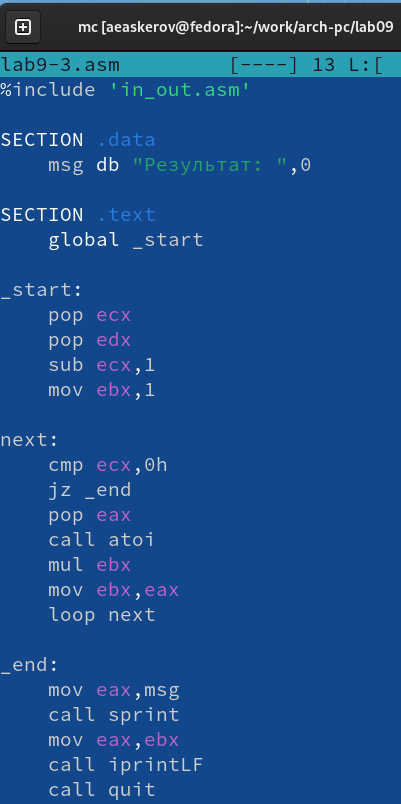 mc [aeaskerov@fedora]:~/work/arch-pc/lab09
lab9-3.asm         [----] 13 L:[
%include 'in_out.asm'

SECTION .data
    msg db "Результат: ",0

SECTION .text
    global _start

_start:
    pop ecx
    pop edx
    sub ecx,1
    mov ebx,1

next:
    cmp ecx,0h
    jz _end
    pop eax
    call atoi
    mul ebx
    mov ebx,eax
    loop next

_end:
    mov eax,msg
    call sprint
    mov eax,ebx
    call iprintLF
    call quit